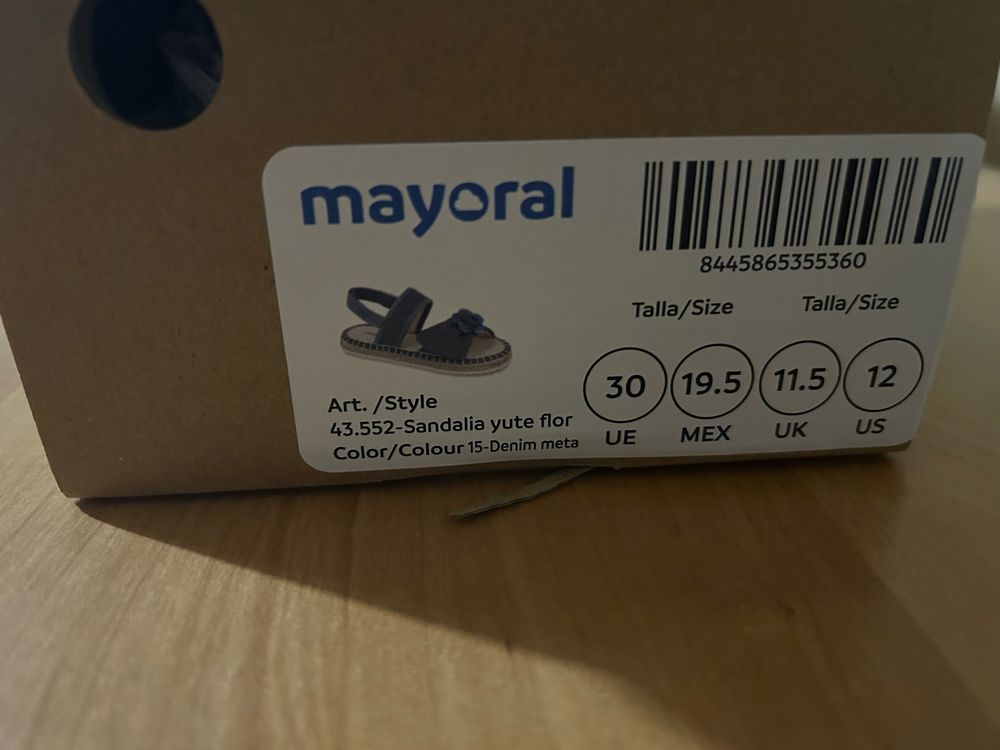 mayoral
8445865355360
Talla/Size Talla/Size
30 19.5 11.5 12
UE MEX UK US
Art. /Style
43.552-Sandalia yute flor
Color/Colour 15-Denim meta